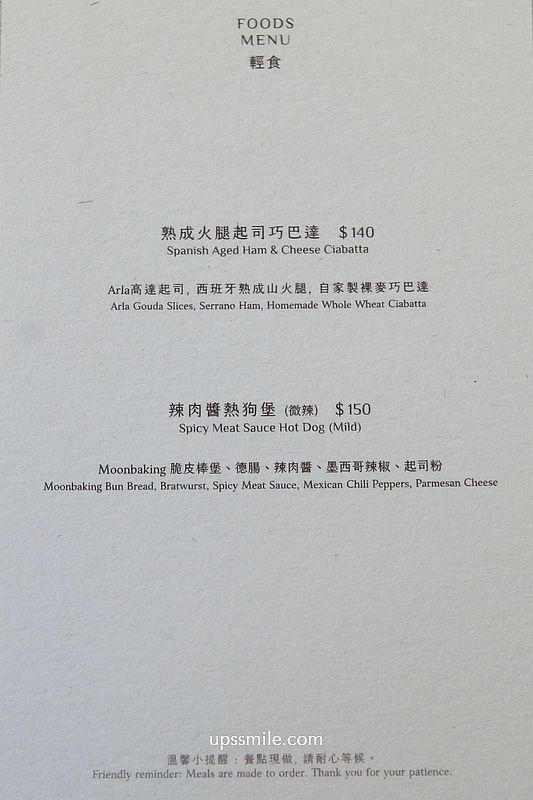 FOODS
MENU
輕食
熟成火腿起司巧巴達 $140
Spanish Aged Ham & Cheese Ciabatta
Arla高達起司, 西班牙熟成山火腿, 自家製裸麥巧巴達
Arla Gouda Slices, Serrano Ham, Homemade Whole Wheat Ciabatta
辣肉醬熱狗堡 (微辣) $150
Spicy Meat Sauce Hot Dog (Mild)
Moonbaking 脆皮棒堡、德腸、辣肉醬、墨西哥辣椒、起司粉
Moonbaking Bun Bread, Bratwurst, Spicy Meat Sauce, Mexican Chili Peppers, Parmesan Cheese
upssmile.com
溫馨小提醒 : 餐點現做, 請耐心等候。
Friendly reminder: Meals are made to order. Thank you for your patience.